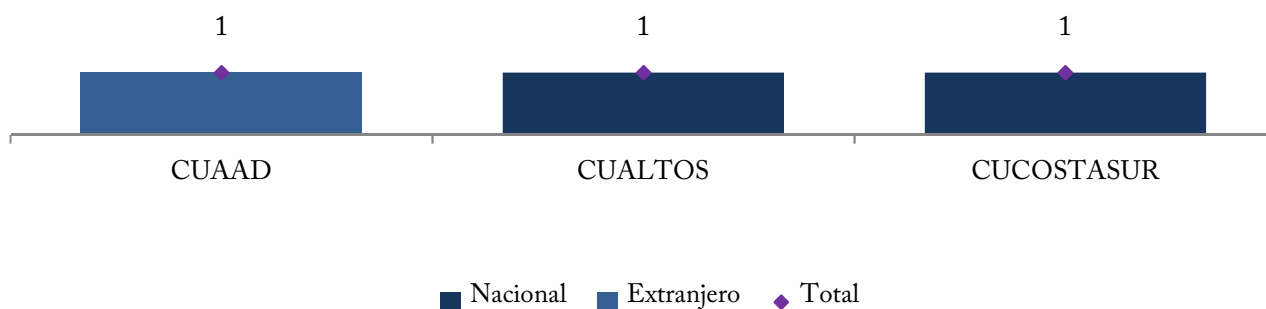 1 1 1
CUAAD CUALTOS CUCOSTASUR
Nacional Extranjero Total